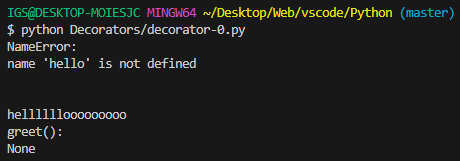 IGS@DESKTOP-MOIESJC MINGW64 ~/Desktop/Web/vscode/Python (master)
$ python Decorators/decorator-0.py
NameError:
name 'hello' is not defined
helllllloooooooo
greet():
None